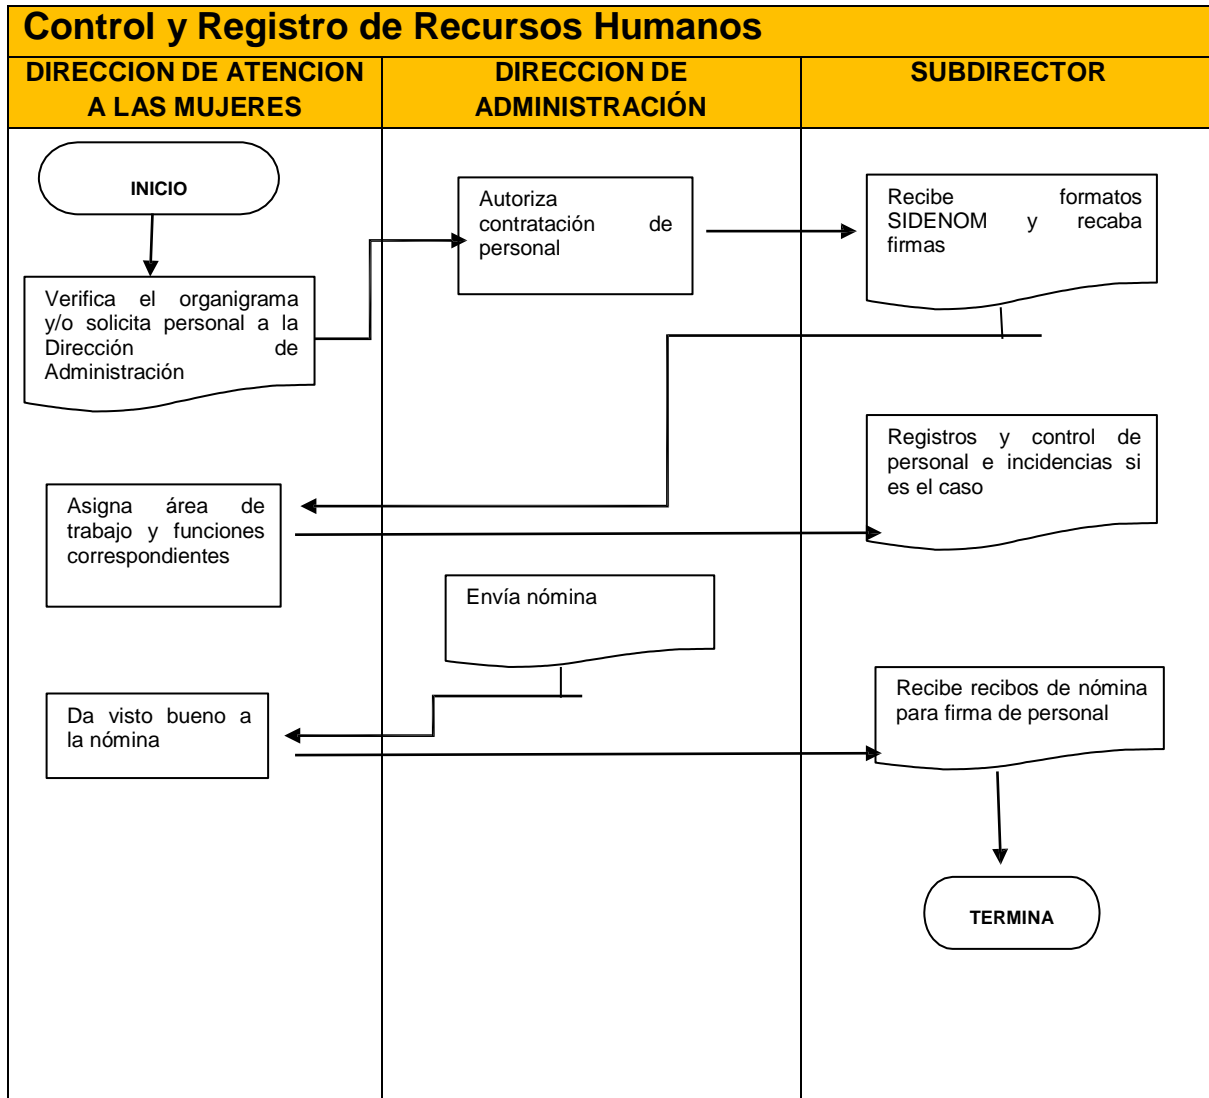 Control y Registro de Recursos Humanos
DIRECCION DE ATENCION
A LAS MUJERES
DIRECCION DE
ADMINISTRACIÓN
SUBDIRECTOR
INICIO
Autoriza
contratación de
personal
Recibe formatos
SIDENOM y recaba
firmas
Verifica el organigrama
y/o solicita personal a la
Dirección de
Administración
Registros y control de
personal e incidencias si
es el caso
Asigna área de
trabajo y funciones
correspondientes
Envía nómina
Da visto bueno a
la nómina
Recibe recibos de nómina
para firma de personal
TERMINA